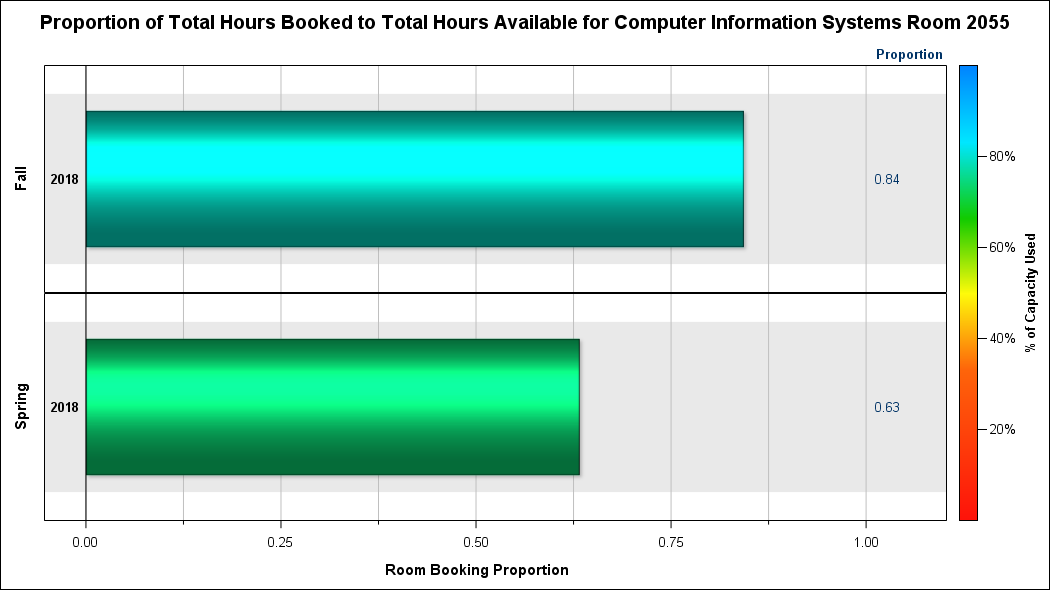 Proportion of Total Hours Booked to Total Hours Available for Computer Information Systems Room 2055
Proportion
Fall
2018
0.84
Spring
2018
0.63
80%
60%
40%
20%
% of Capacity Used
0.00
0.25
0.50
0.75
1.00
Room Booking Proportion